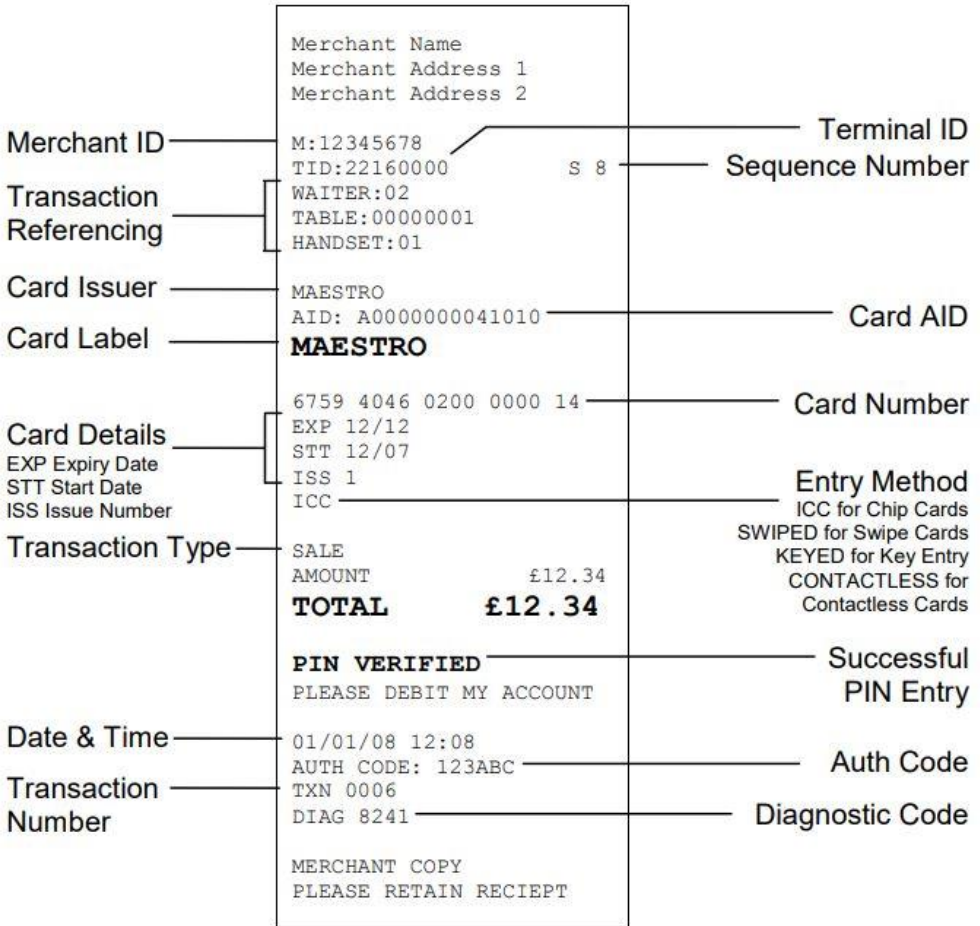 Merchant Name
Merchant Address 1
Merchant Address 2
Merchant ID
M:12345678
Terminal ID
TID:22160000 S 8
Sequence Number
Transaction
Referencing
WAITER:02
TABLE:00000001
HANDSET:01
Card Issuer
MAESTRO
AID: A0000000041010
Card AID
Card Label
MAESTRO
6759 4046 0200 0000 14
Card Number
Card Details
EXP Expiry Date
STT Start Date
ISS Issue Number
EXP 12/12
STT 12/07
ISS 1
ICC
Entry Method
ICC for Chip Cards
SWIPED for Swipe Cards
KEYED for Key Entry
CONTACTLESS for
Contactless Cards
Transaction Type
SALE
AMOUNT £12.34
TOTAL £12.34
PIN VERIFIED
Successful
PIN Entry
PLEASE DEBIT MY ACCOUNT
Date & Time
01/01/08 12:08
AUTH CODE: 123ABC
Auth Code
Transaction
Number
TXN 0006
DIAG 8241
Diagnostic Code
MERCHANT COPY
PLEASE RETAIN RECIEPT